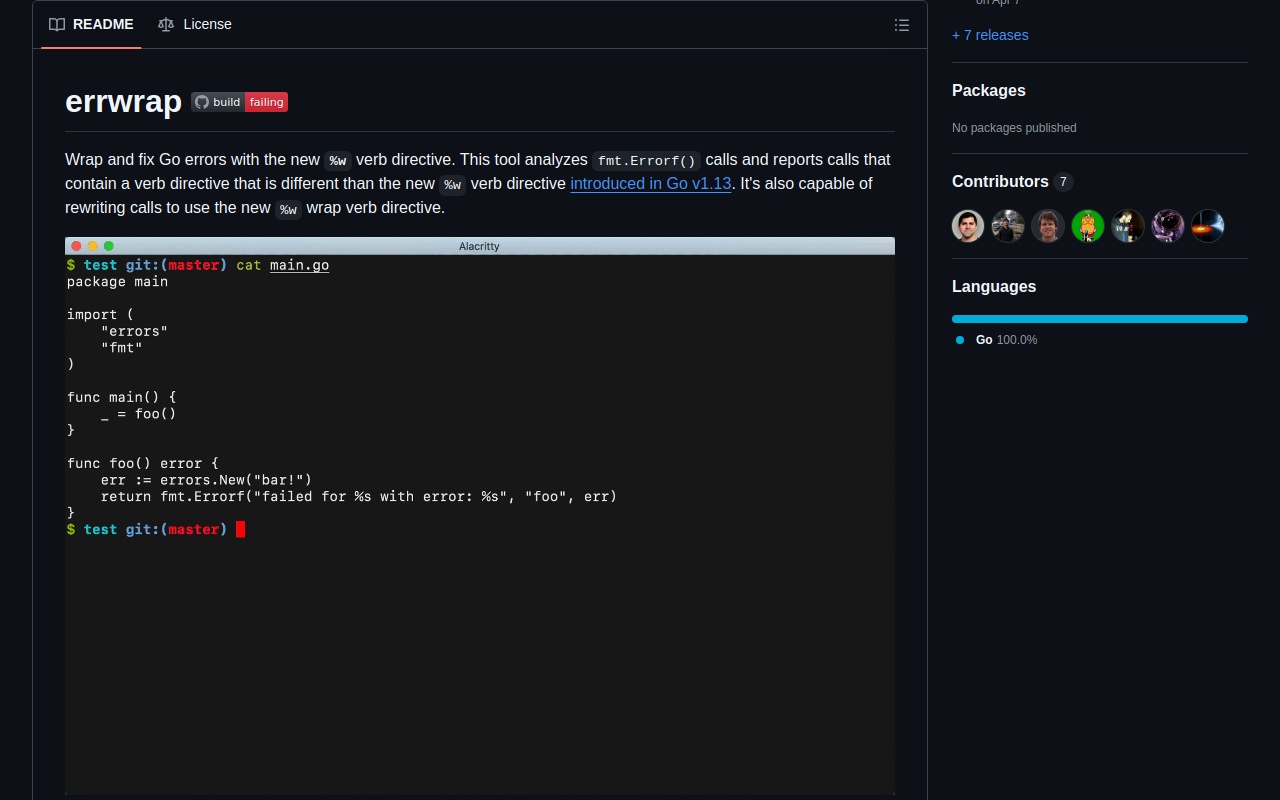 on Apr 7
README License
+ 7 releases
errwrap build failing
Packages
No packages published
Wrap and fix Go errors with the new %w verb directive. This tool analyzes fmt.Errorf() calls and reports calls that
contain a verb directive that is different than the new %w verb directive introduced in Go v1.13. It's also capable of
rewriting calls to use the new %w wrap verb directive.
Contributors 7
Languages
Go 100.0%
Alacritty
$ test git:(master) cat main.go
package main
import (
"errors"
"fmt"
)
func main() {
_ = foo()
}
func foo() error {
err := errors.New("bar!")
return fmt.Errorf("failed for %s with error: %s", "foo", err)
}
$ test git:(master)